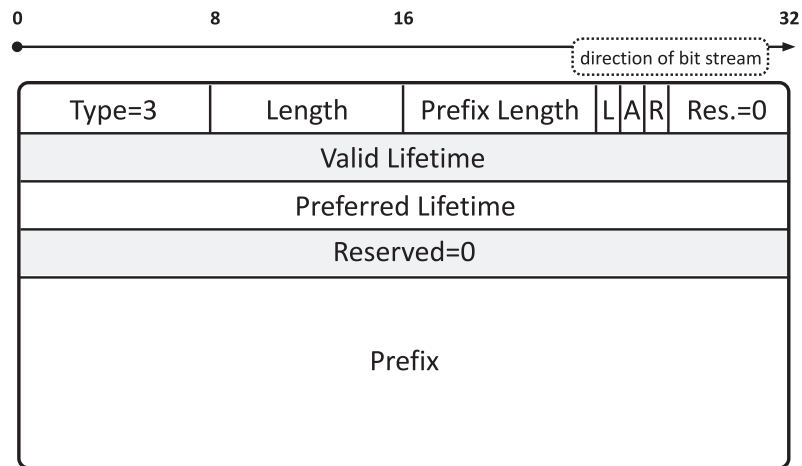 0 8 16 32
direction of bit stream
Type=3 Length Prefix Length L A R Res.=0
Valid Lifetime
Preferred Lifetime
Reserved=0
Prefix